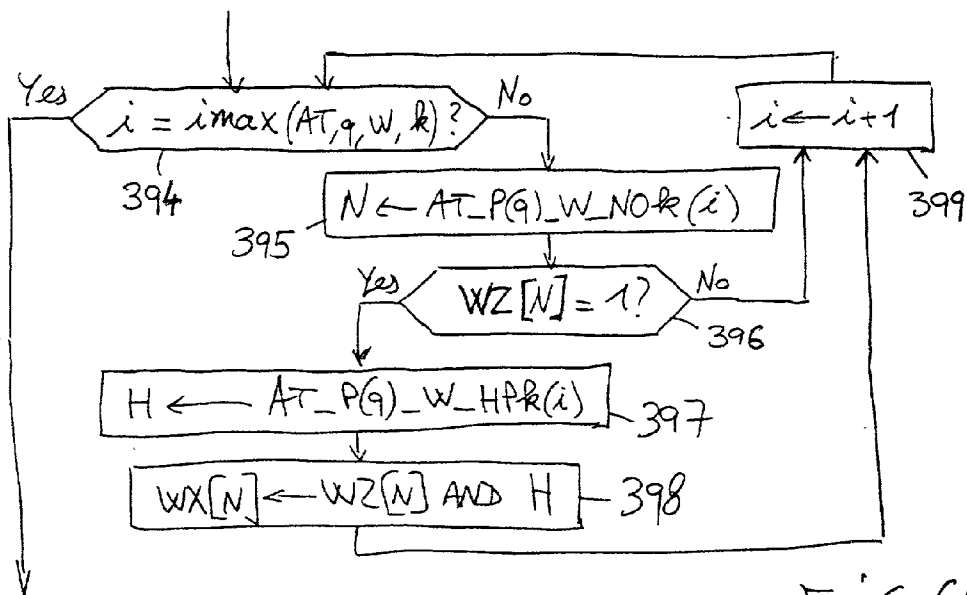 Yes
i = imax(AT,q,W,k)?
No
i ← i+1
394
399
N ← AT_P(q)_W_NOk(i)
395
Yes
WZ[N] = 1?
No
396
H ← AT_P(q)_W_HPk(i)
397
WX[N] ← WZ[N] AND H
398